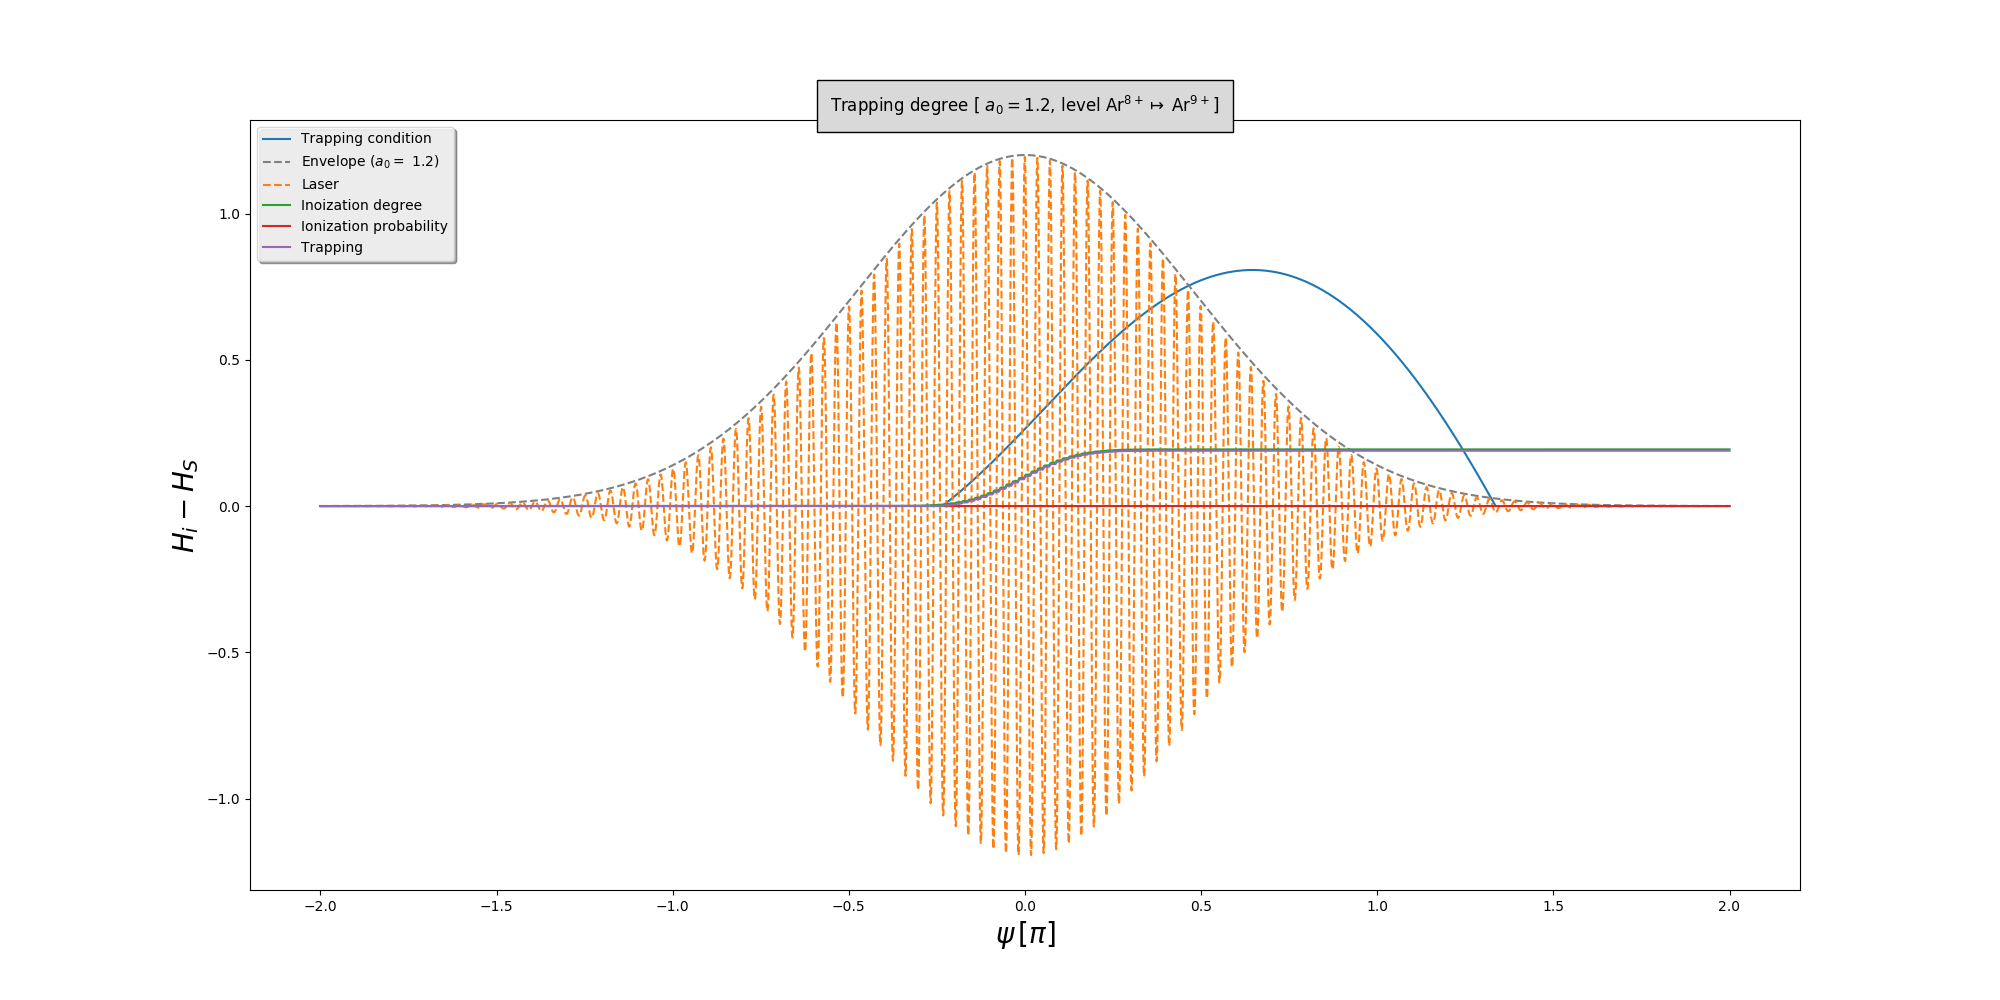 Trapping degree [ a₀ = 1.2, level Ar⁸⁺ ↦ Ar⁹⁺ ]
Trapping condition
Envelope (a₀ = 1.2)
Laser
Inoization degree
Ionization probability
Trapping
1.0
0.5
0.0
−0.5
−1.0
Hᵢ − H_S
−2.0 −1.5 −1.0 −0.5 0.0 0.5 1.0 1.5 2.0
ψ [π]